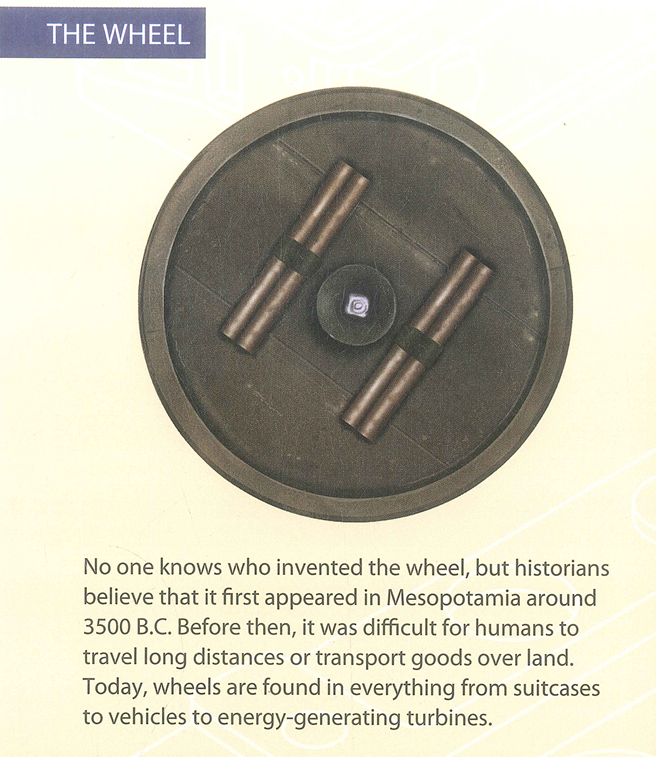 THE WHEEL
No one knows who invented the wheel, but historians
believe that it first appeared in Mesopotamia around
3500 B.C. Before then, it was difficult for humans to
travel long distances or transport goods over land.
Today, wheels are found in everything from suitcases
to vehicles to energy-generating turbines.